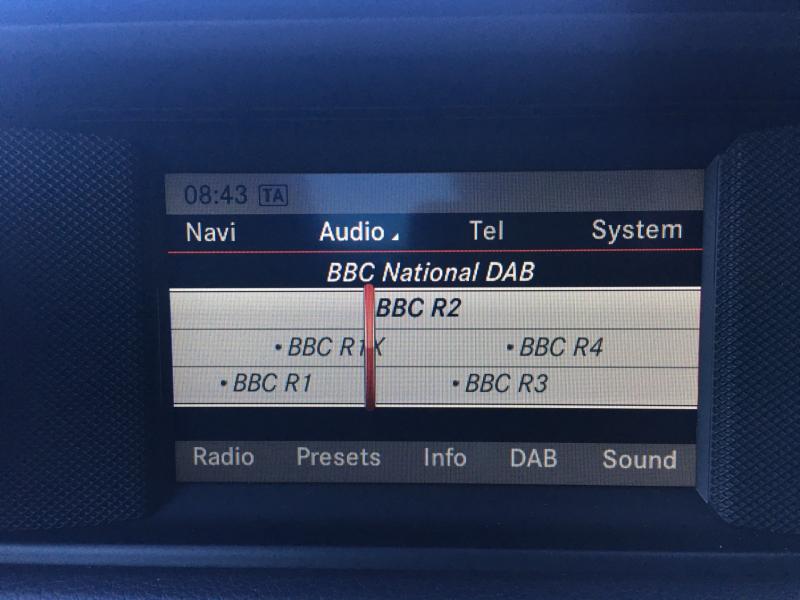 08:43 TA
Navi Audio Tel System
BBC National DAB
BBC R2
• BBC R1X • BBC R4
• BBC R1 • BBC R3
Radio Presets Info DAB Sound